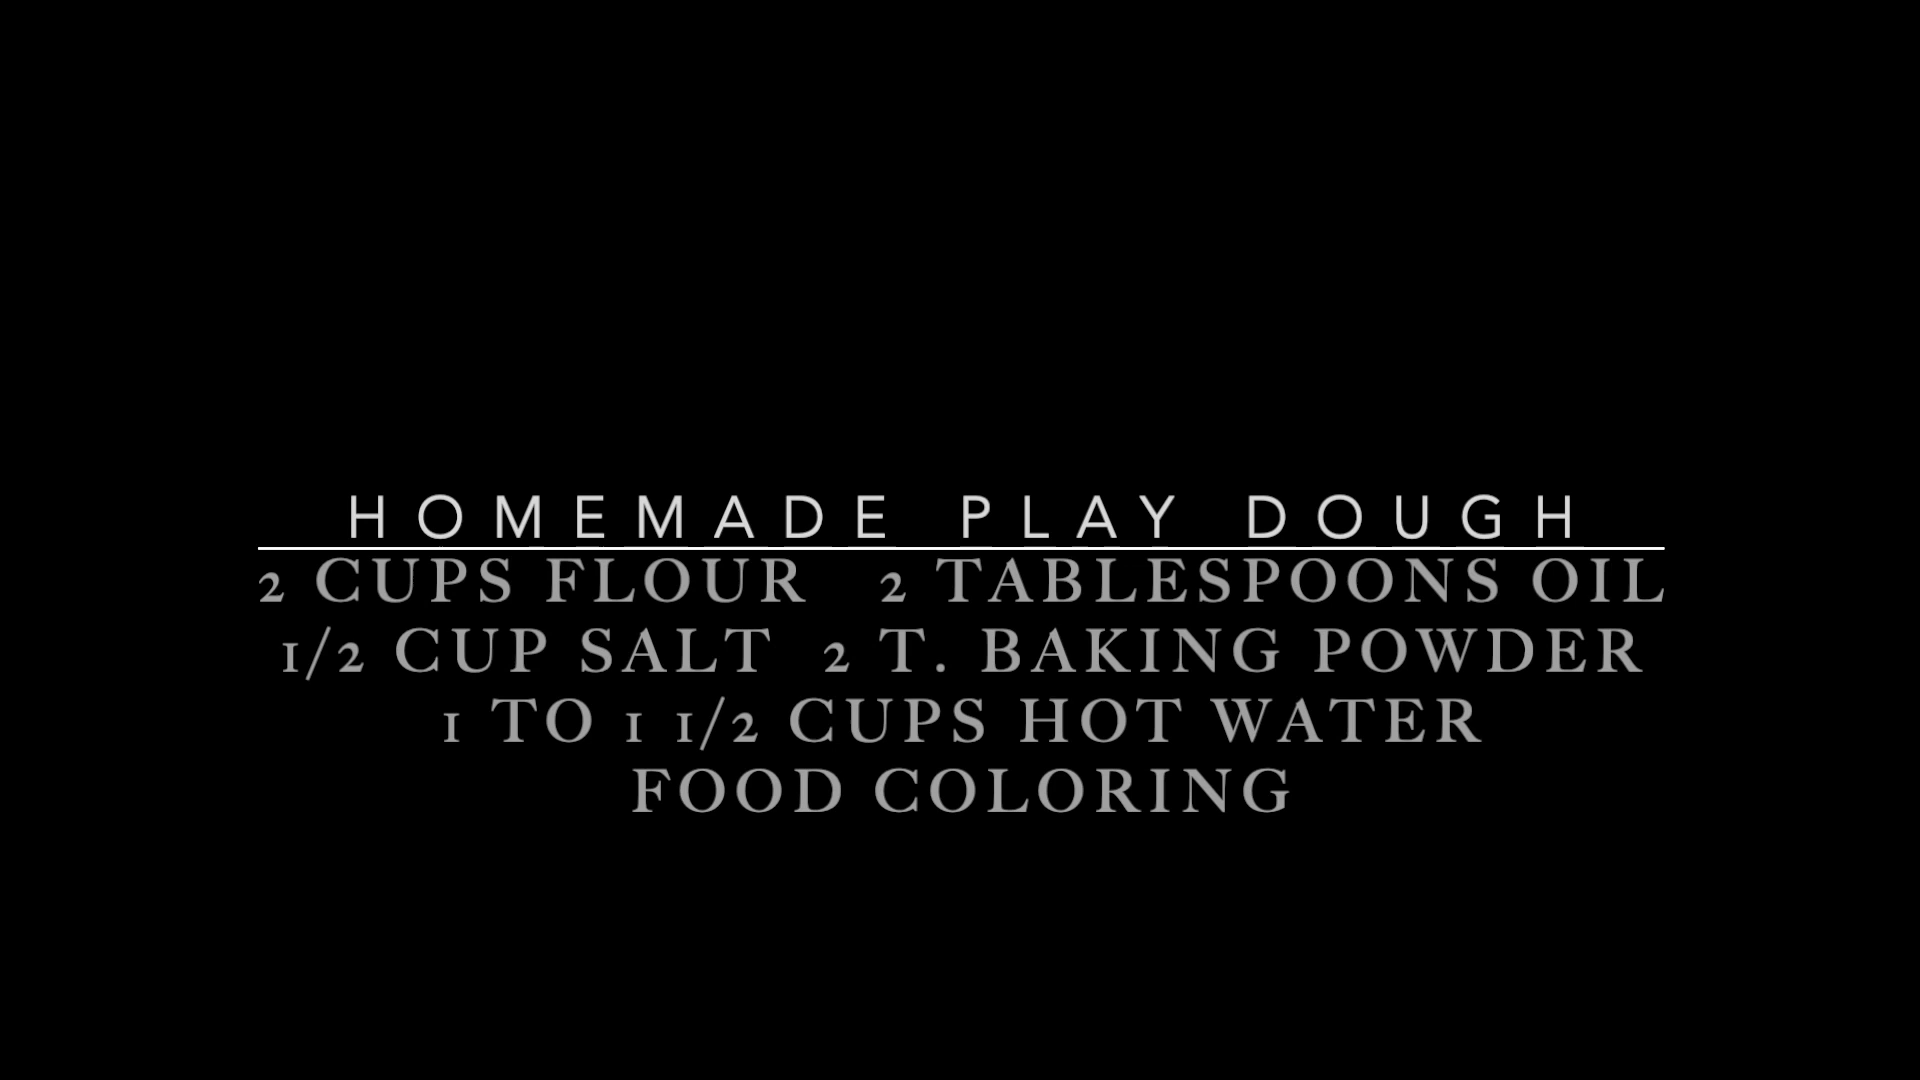 HOMEMADE PLAY DOUGH
2 CUPS FLOUR 2 TABLESPOONS OIL
1/2 CUP SALT 2 T. BAKING POWDER
1 TO 1 1/2 CUPS HOT WATER
FOOD COLORING